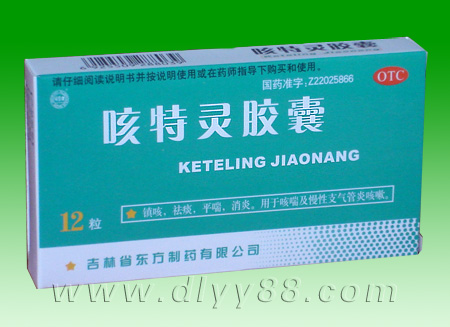 咳特灵胶囊
请仔细阅读说明书并按说明使用或在药师指导下购买和使用。
国药准字:Z22025866
OTC
咳特灵胶囊
KETELING JIAONANG
★镇咳、祛痰、平喘、消炎。用于咳喘及慢性支气管炎咳嗽。
12粒
★吉林省东方制药有限公司
www.dlyy88.com